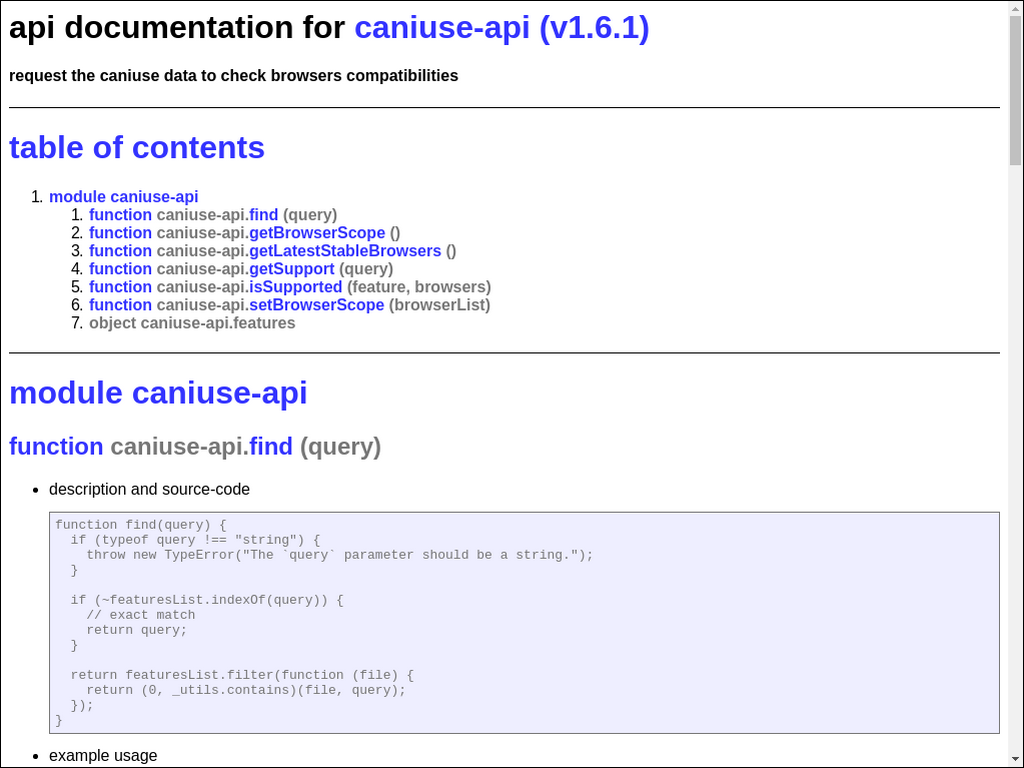 api documentation for caniuse-api (v1.6.1)
request the caniuse data to check browsers compatibilities
table of contents
1. module caniuse-api
1. function caniuse-api.find (query)
2. function caniuse-api.getBrowserScope ()
3. function caniuse-api.getLatestStableBrowsers ()
4. function caniuse-api.getSupport (query)
5. function caniuse-api.isSupported (feature, browsers)
6. function caniuse-api.setBrowserScope (browserList)
7. object caniuse-api.features
module caniuse-api
function caniuse-api.find (query)
• description and source-code
function find(query) {
  if (typeof query !== "string") {
    throw new TypeError("The `query` parameter should be a string.");
  }
  if (~featuresList.indexOf(query)) {
    // exact match
    return query;
  }
  return featuresList.filter(function (file) {
    return (0, _utils.contains)(file, query);
  });
}
• example usage